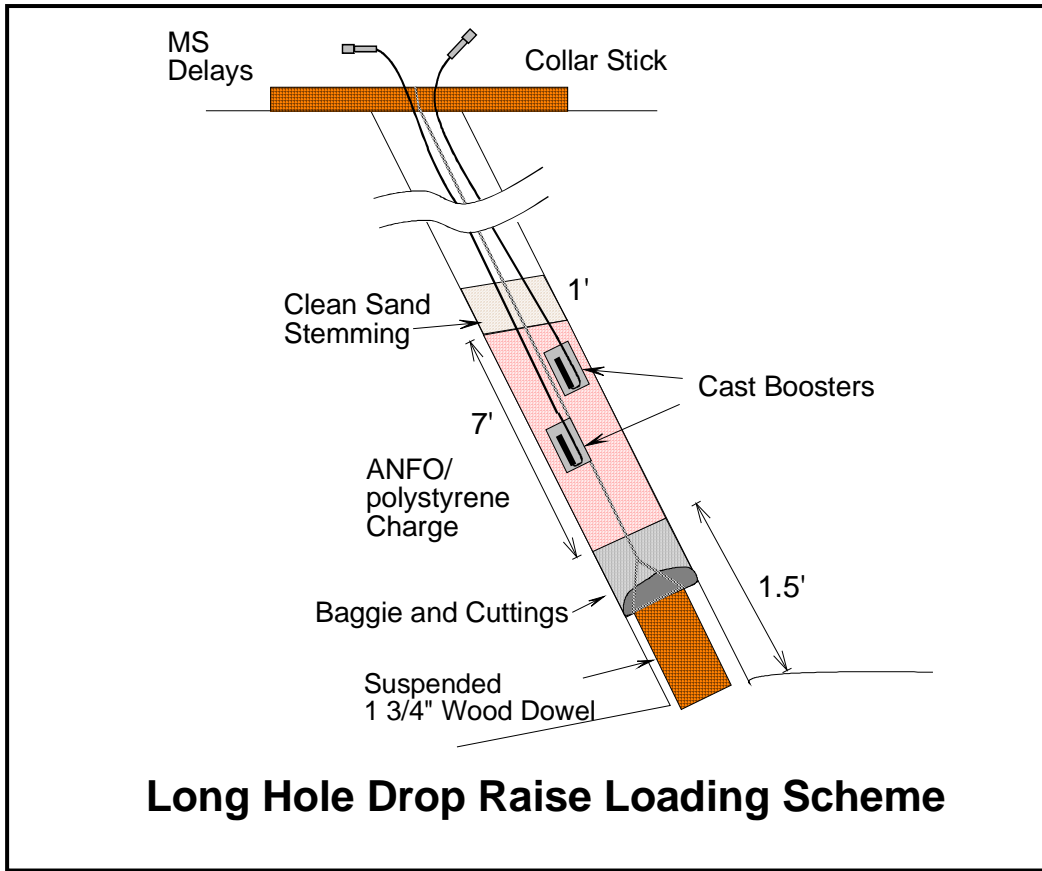 MS
Delays
Collar Stick
Clean Sand
Stemming
1'
Cast Boosters
7'
ANFO/
polystyrene
Charge
1.5'
Baggie and Cuttings
Suspended
1 3/4" Wood Dowel
Long Hole Drop Raise Loading Scheme